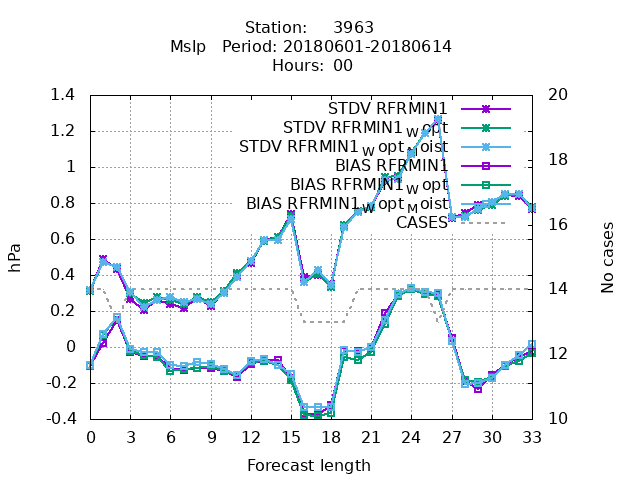 Station: 3963
Mslp Period: 20180601-20180614
Hours: 00
1.4
1.2
1
0.8
0.6
0.4
0.2
0
-0.2
-0.4
hPa
20
18
16
14
12
10
No cases
STDV RFRMIN1
STDV RFRMIN1_W opt
STDV RFRMIN1_W opt_M oist
BIAS RFRMIN1
BIAS RFRMIN1_W opt
BIAS RFRMIN1_W opt_M oist
CASES
0 3 6 9 12 15 18 21 24 27 30 33
Forecast length